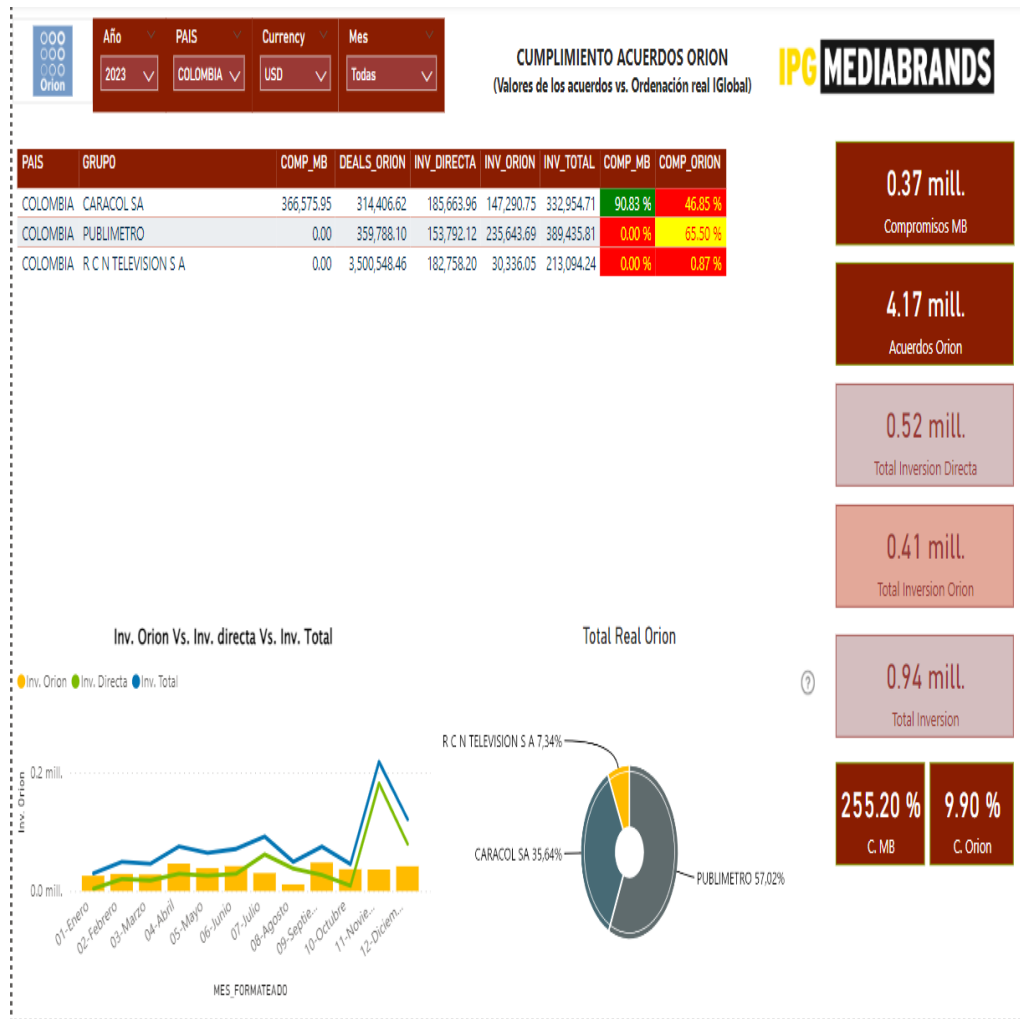 Orion
Año
2023
PAIS
COLOMBIA
Currency
USD
Mes
Todas
CUMPLIMIENTO ACUERDOS ORION
(Valores de los acuerdos vs. Ordenación real IGlobal)
IPG MEDIABRANDS
PAIS GRUPO COMP_MB DEALS_ORION INV_DIRECTA INV_ORION INV_TOTAL COMP_MB COMP_ORION
COLOMBIA CARACOL SA 366,575.95 314,406.62 185,663.96 147,290.75 332,954.71 90.83 % 46.85 %
COLOMBIA PUBLIMETRO 0.00 359,788.10 153,792.12 235,643.69 389,435.81 0.00 % 65.50 %
COLOMBIA R C N TELEVISION S A 0.00 3,500,548.46 182,758.20 30,336.05 213,094.24 0.00 % 0.87 %
0.37 mill.
Compromisos MB
4.17 mill.
Acuerdos Orion
0.52 mill.
Total Inversion Directa
0.41 mill.
Total Inversion Orion
0.94 mill.
Total Inversion
255.20 %
C. MB
9.90 %
C. Orion
Inv. Orion Vs. Inv. directa Vs. Inv. Total
Inv. Orion Inv. Directa Inv. Total
Inv. Orion
0.2 mill.
0.0 mill.
01-Enero
02-Febrero
03-Marzo
04-Abril
05-Mayo
06-Junio
07-Julio
08-Agosto
09-Septie...
10-Octubre
11-Novie...
12-Diciem...
MES_FORMATEADO
Total Real Orion
?
R C N TELEVISION S A 7,34%
CARACOL SA 35,64%
PUBLIMETRO 57,02%